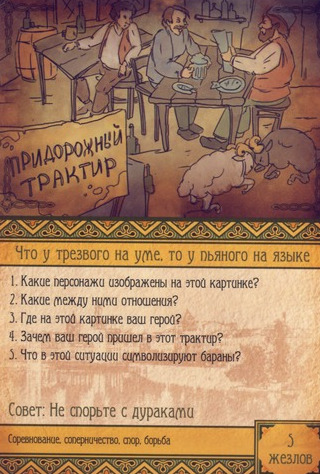 ПРИДОРОЖНЫЙ
ТРАКТИР
Что у трезвого на уме, то у пьяного на языке
1. Какие персонажи изображены на этой картинке?
2. Какие между ними отношения?
3. Где на этой картинке ваш герой?
4. Зачем ваш герой пришел в этот трактир?
5. Что в этой ситуации символизируют бараны?
Совет: Не спорьте с дураками
Соревнование, соперничество, спор, борьба
5
жезлов